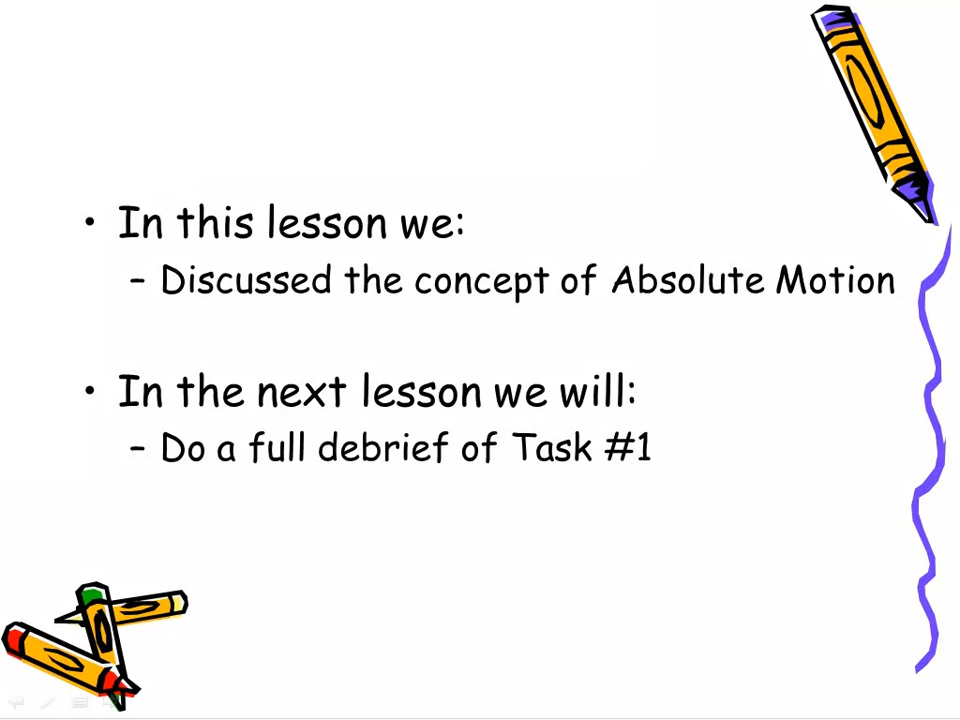 • In this lesson we:
– Discussed the concept of Absolute Motion
• In the next lesson we will:
– Do a full debrief of Task #1